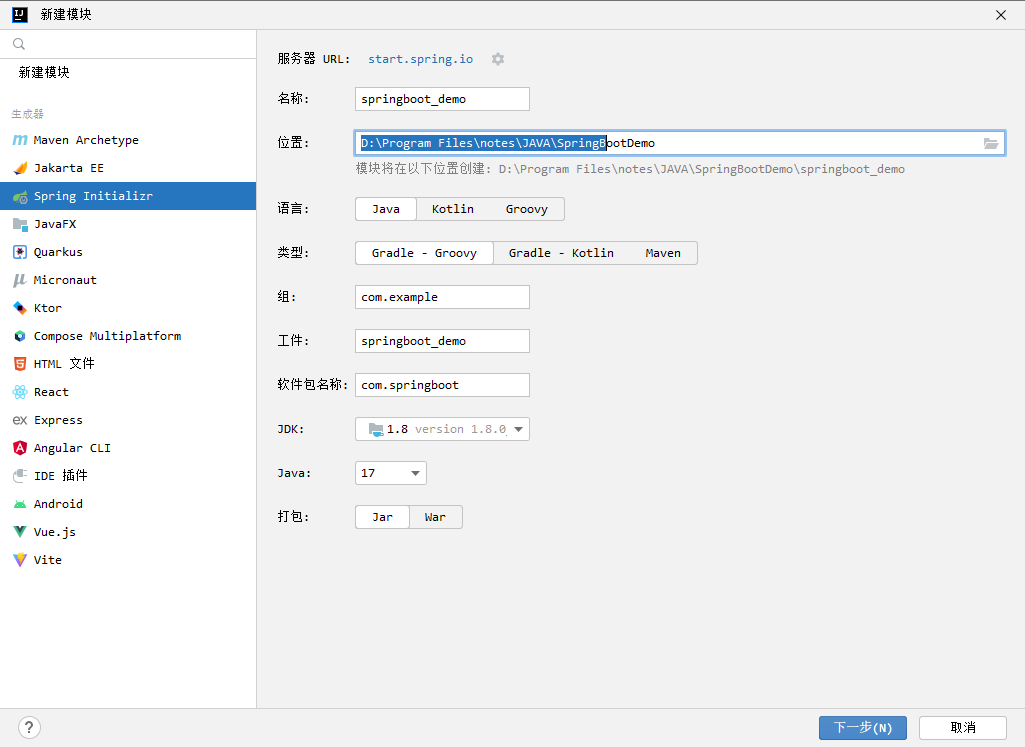 新建模块
新建模块
生成器
Maven Archetype
Jakarta EE
Spring Initializr
JavaFX
Quarkus
Micronaut
Ktor
Compose Multiplatform
HTML 文件
React
Express
Angular CLI
IDE 插件
Android
Vue.js
Vite
服务器 URL: start.spring.io
名称: springboot_demo
位置: D:\Program Files\notes\JAVA\SpringBootDemo
模块将在以下位置创建: D:\Program Files\notes\JAVA\SpringBootDemo\springboot_demo
语言: Java Kotlin Groovy
类型: Gradle - Groovy Gradle - Kotlin Maven
组: com.example
工件: springboot_demo
软件包名称: com.springboot
JDK: 1.8 version 1.8.0
Java: 17
打包: Jar War
? 下一步(N) 取消